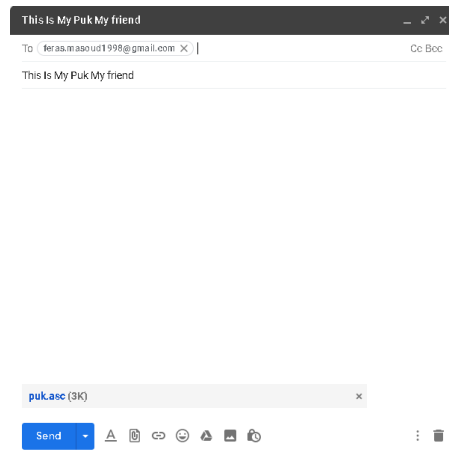 This Is My Puk My friend
To feras.masoud1998@gmail.com Cc Bcc
This Is My Puk My friend
puk.asc (3K)
Send